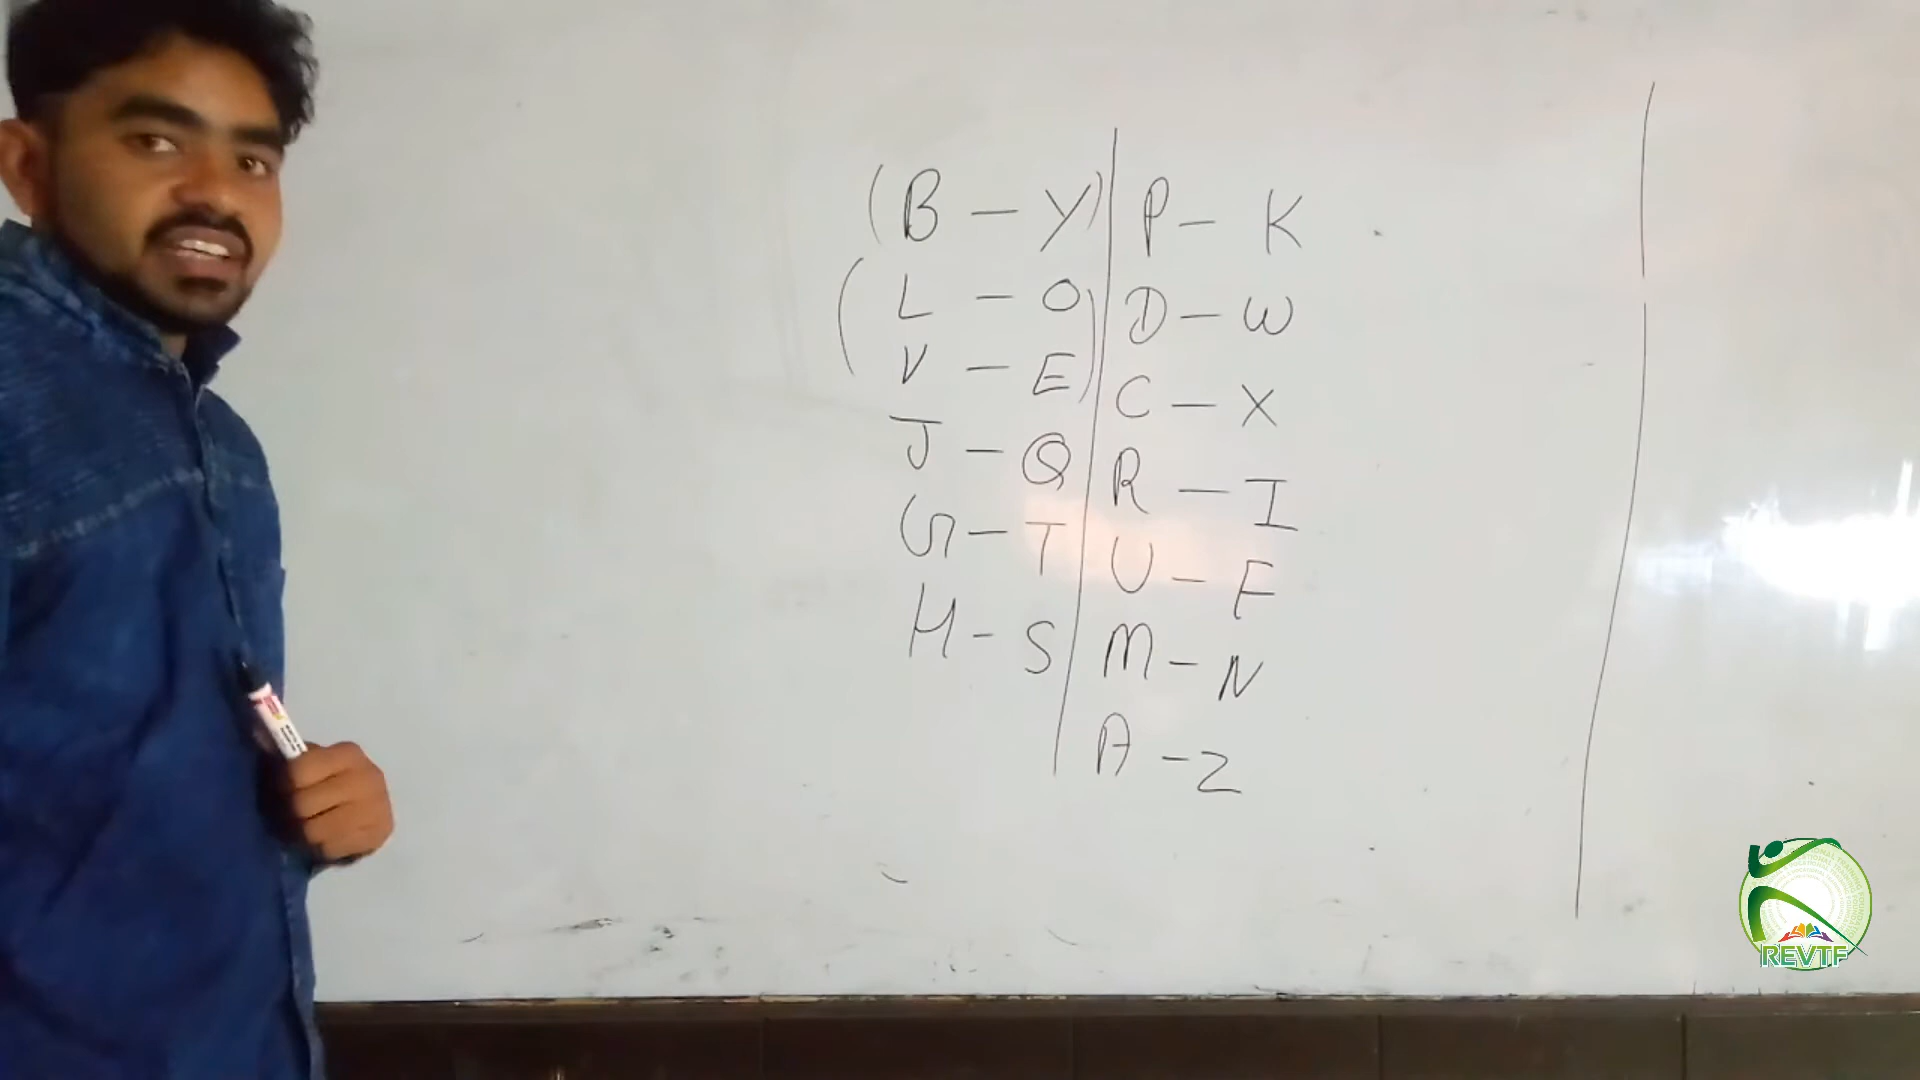 (B - Y)
(L - O
V - E)
J - Q
G - T
H - S
P - K
D - W
C - X
R - I
U - F
M - N
A - Z
REVTF